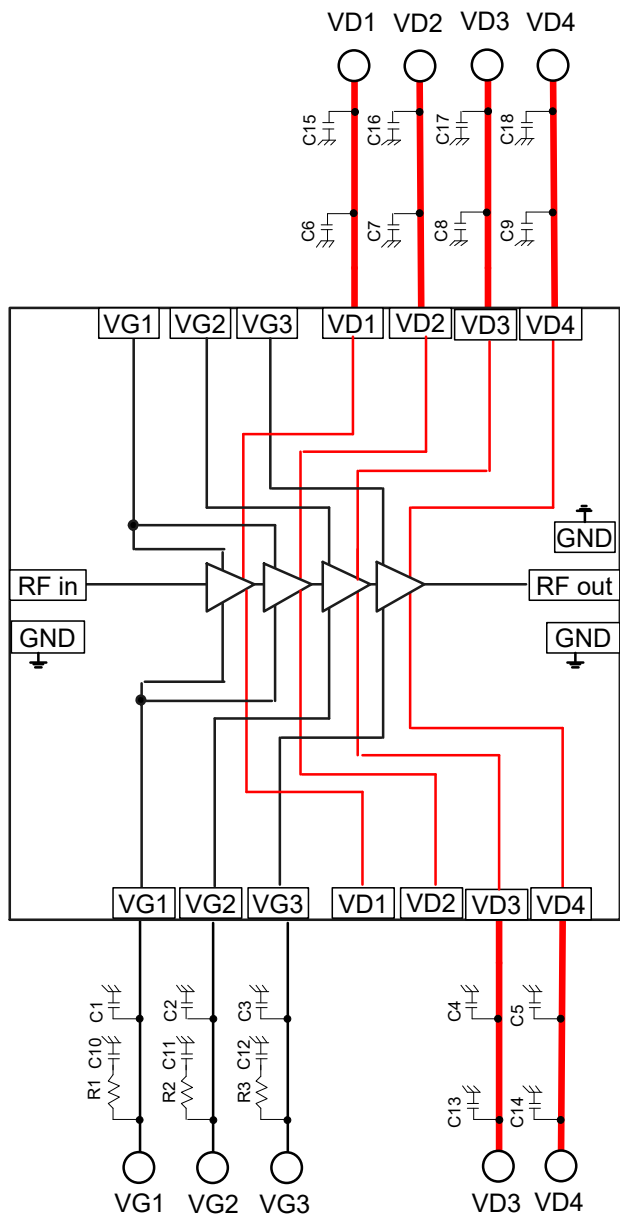 VD1 VD2 VD3 VD4
C15 C16 C17 C18
C6 C7 C8 C9
VG1 VG2 VG3 VD1 VD2 VD3 VD4
GND
RF in RF out
GND GND
VG1 VG2 VG3 VD1 VD2 VD3 VD4
C1 C2 C3 C4 C5
C10 C11 C12
R1 R2 R3 C13 C14
VG1 VG2 VG3 VD3 VD4